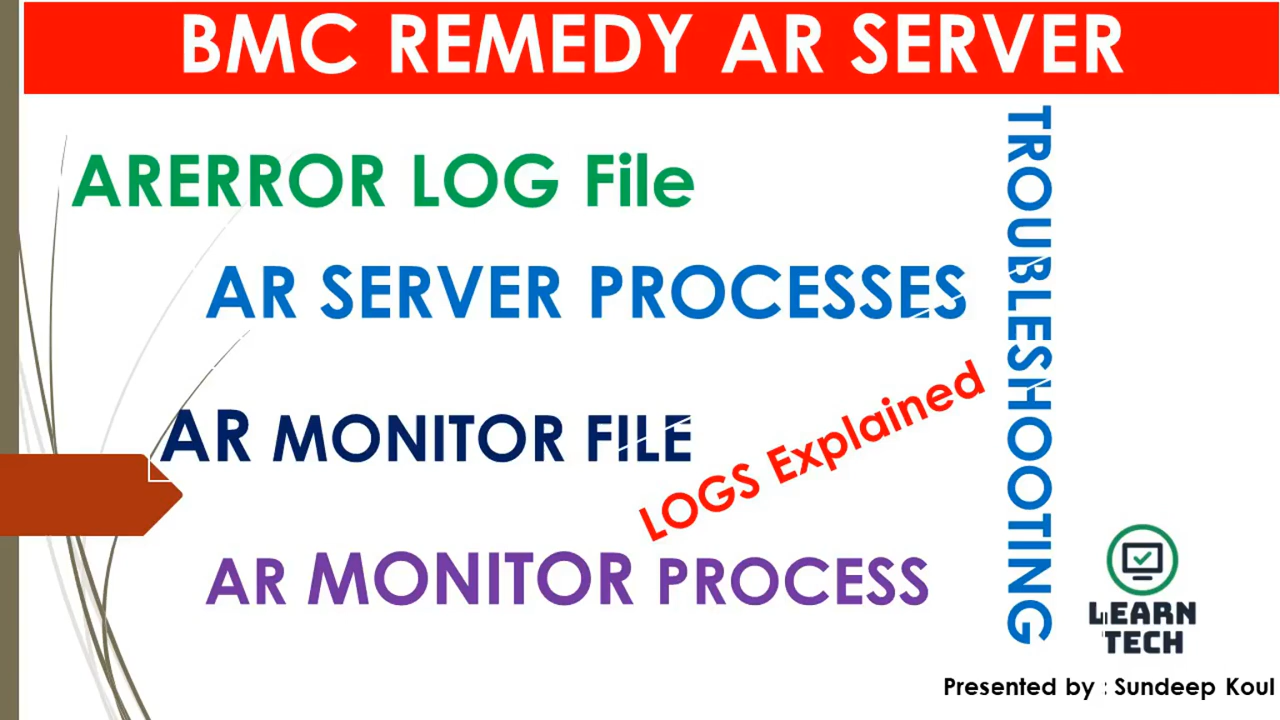 BMC REMEDY AR SERVER
ARERROR LOG File
AR SERVER PROCESSES
AR MONITOR FILE
LOGS Explained
AR MONITOR PROCESS
TROUBLESHOOTING
LEARN
TECH
Presented by : Sundeep Koul